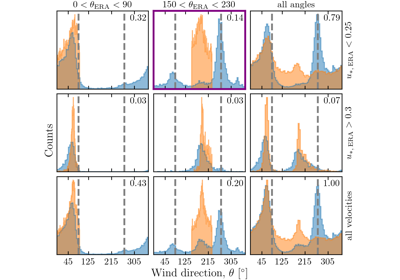 0 < θERA < 90
150 < θERA < 230
all angles
0.32
0.14
0.79
u*, ERA < 0.25
0.03
0.03
0.07
u*, ERA > 0.3
Counts
0.43
0.20
1.00
all velocities
45 125 215 305
45 125 215 305
45 125 215 305
Wind direction, θ [°]